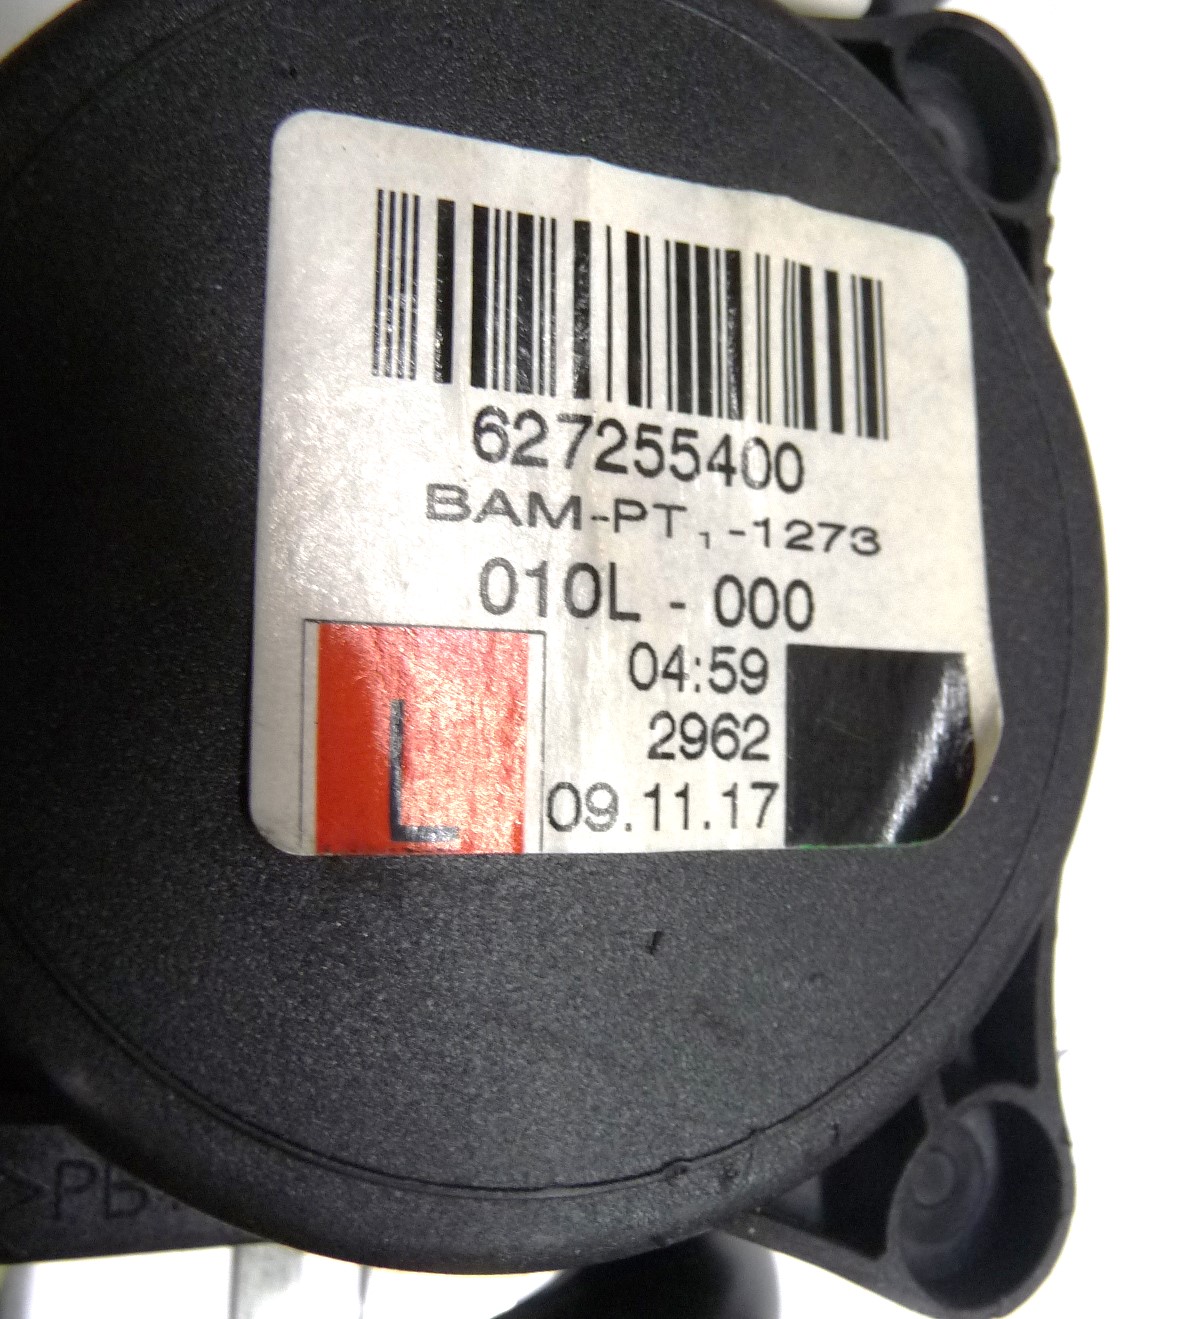 627255400
BAM-PT1-1273
010L - 000
04:59
2962
09.11.17
L